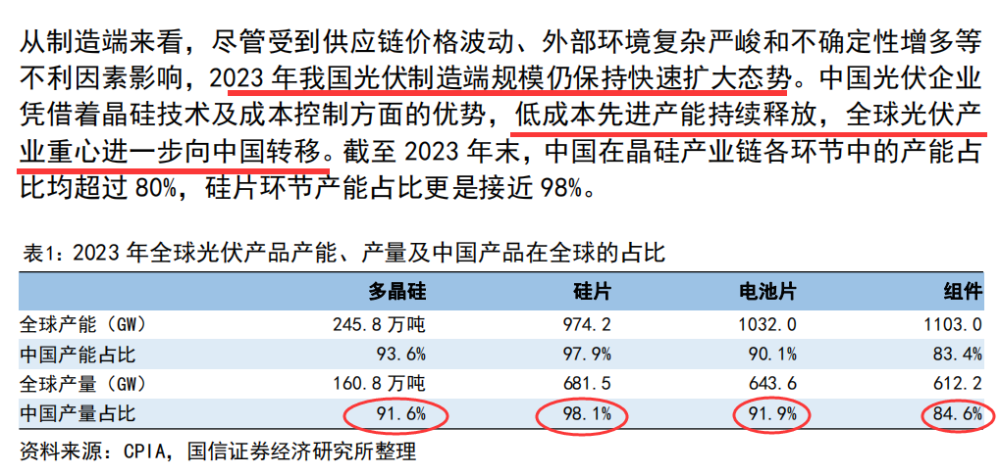 从制造端来看，尽管受到供应链价格波动、外部环境复杂严峻和不确定性增多等
不利因素影响，2023 年我国光伏制造端规模仍保持快速扩大态势。中国光伏企业
凭借着晶硅技术及成本控制方面的优势，低成本先进产能持续释放，全球光伏产
业重心进一步向中国转移。截至 2023 年末，中国在晶硅产业链各环节中的产能占
比均超过 80%，硅片环节产能占比更是接近 98%。
表1：2023 年全球光伏产品产能、产量及中国产品在全球的占比
多晶硅 硅片 电池片 组件
全球产能（GW） 245.8 万吨 974.2 1032.0 1103.0
中国产能占比 93.6% 97.9% 90.1% 83.4%
全球产量（GW） 160.8 万吨 681.5 643.6 612.2
中国产量占比 91.6% 98.1% 91.9% 84.6%
资料来源：CPIA，国信证券经济研究所整理